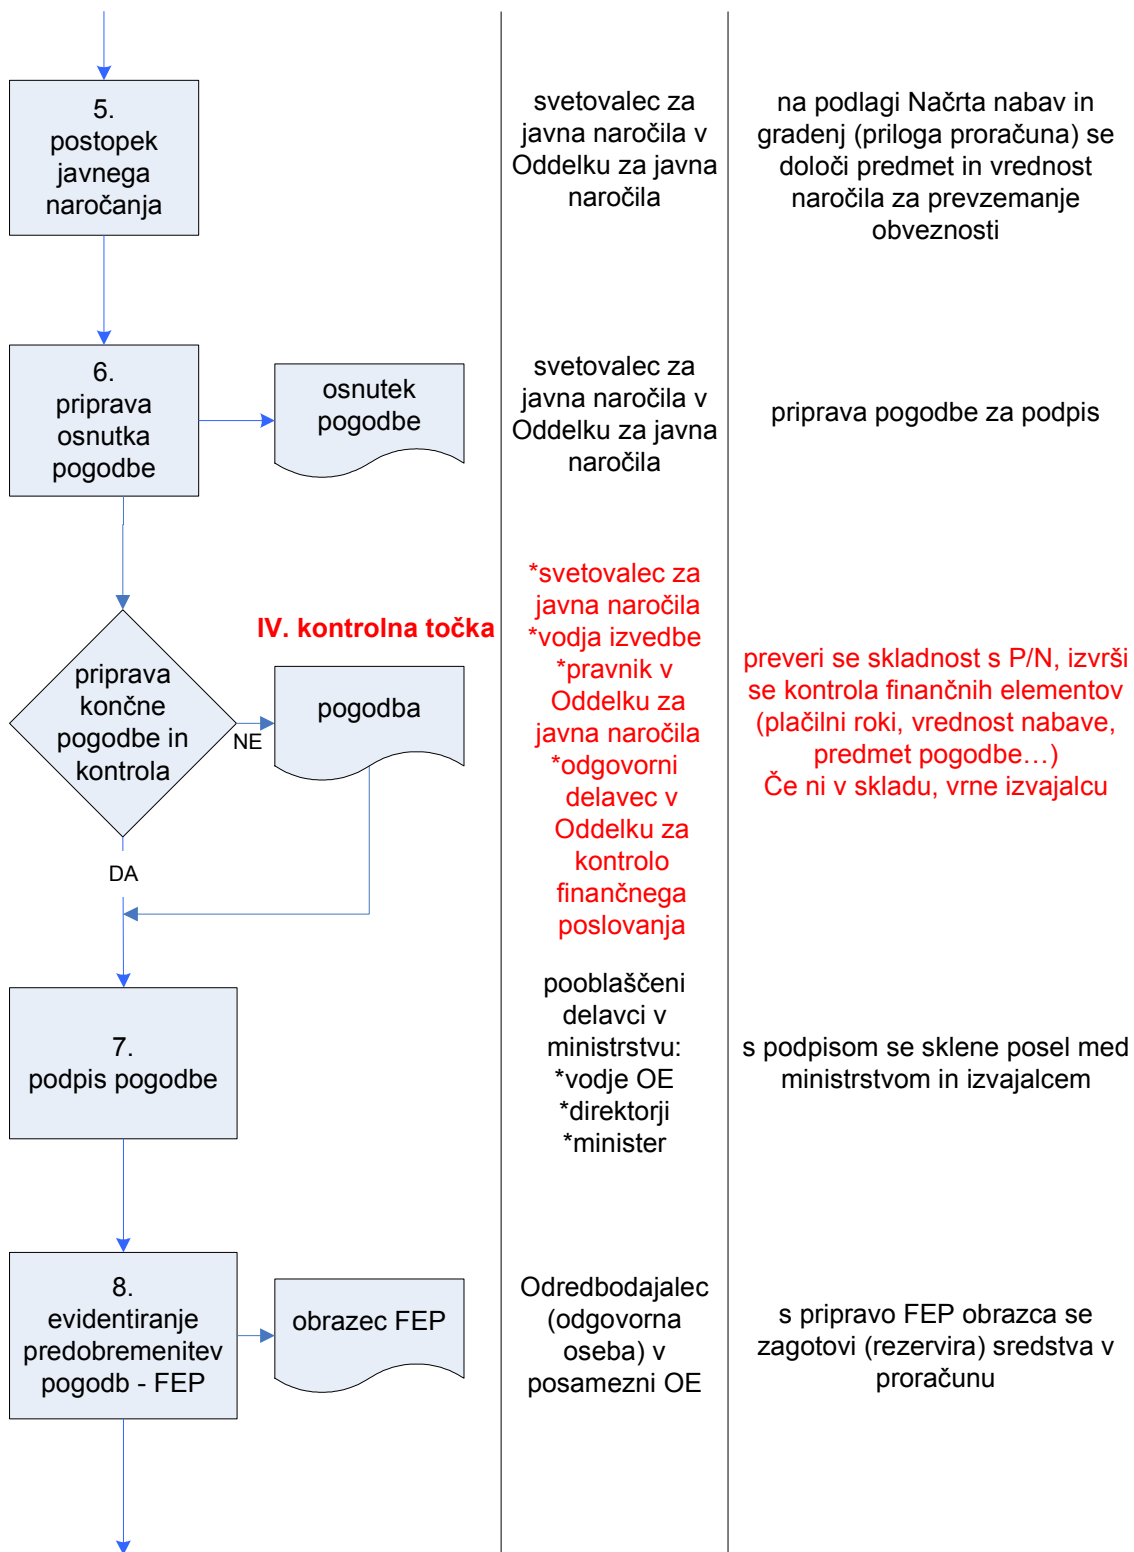 5.
postopek
javnega
naročanja
svetovalec za
javna naročila v
Oddelku za javna
naročila
na podlagi Načrta nabav in
gradenj (priloga proračuna) se
določi predmet in vrednost
naročila za prevzemanje
obveznosti
6.
priprava
osnutka
pogodbe
osnutek
pogodbe
svetovalec za
javna naročila v
Oddelku za javna
naročila
priprava pogodbe za podpis
priprava
končne
pogodbe in
kontrola
NE
DA
IV. kontrolna točka
pogodba
*svetovalec za
javna naročila
*vodja izvedbe
*pravnik v
Oddelku za
javna naročila
*odgovorni
delavec v
Oddelku za
kontrolo
finančnega
poslovanja
preveri se skladnost s P/N, izvrši
se kontrola finančnih elementov
(plačilni roki, vrednost nabave,
predmet pogodbe…)
Če ni v skladu, vrne izvajalcu
7.
podpis pogodbe
pooblaščeni
delavci v
ministrstvu:
*vodje OE
*direktorji
*minister
s podpisom se sklene posel med
ministrstvom in izvajalcem
8.
evidentiranje
predobremenitev
pogodb - FEP
obrazec FEP
Odredbodajalec
(odgovorna
oseba) v
posamezni OE
s pripravo FEP obrazca se
zagotovi (rezervira) sredstva v
proračunu